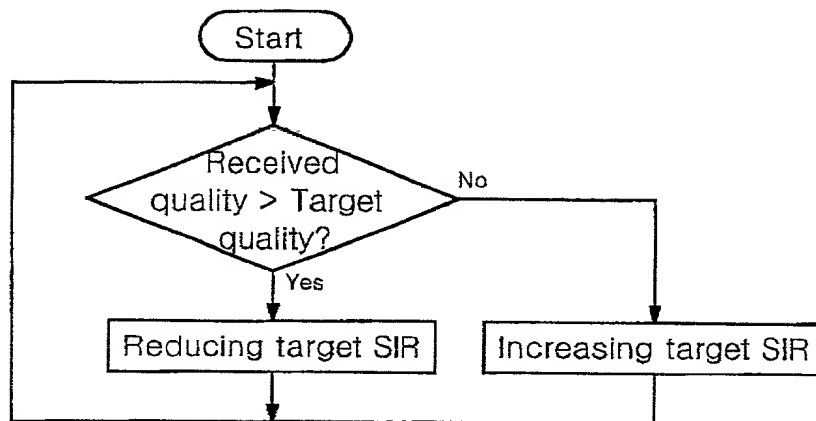 Start
Received
quality > Target
quality?
No
Yes
Reducing target SIR
Increasing target SIR